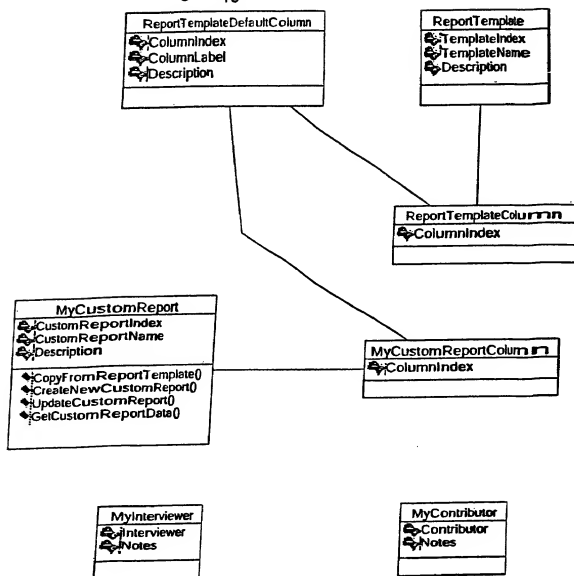 ReportTemplateDefaultColumn
ColumnIndex
ColumnLabel
Description
ReportTemplate
TemplateIndex
TemplateName
Description
ReportTemplateColumn
ColumnIndex
MyCustomReport
CustomReportIndex
CustomReportName
Description
CopyFromReportTemplate()
CreateNewCustomReport()
UpdateCustomReport()
GetCustomReportData()
MyCustomReportColumn
ColumnIndex
MyInterviewer
Interviewer
Notes
MyContributor
Contributor
Notes